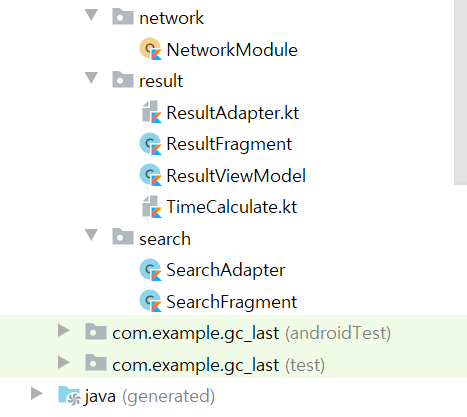 network
NetworkModule
result
ResultAdapter.kt
ResultFragment
ResultViewModel
TimeCalculate.kt
search
SearchAdapter
SearchFragment
com.example.gc_last (androidTest)
com.example.gc_last (test)
java (generated)